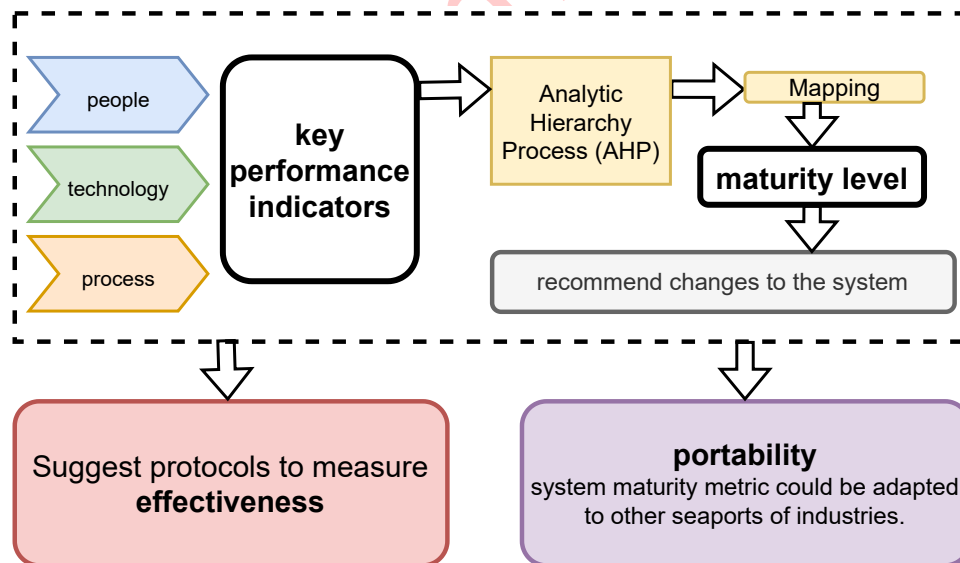 people
technology
process
key
performance
indicators
Analytic
Hierarchy
Process (AHP)
Mapping
maturity level
recommend changes to the system
Suggest protocols to measure
effectiveness
portability
system maturity metric could be adapted
to other seaports of industries.